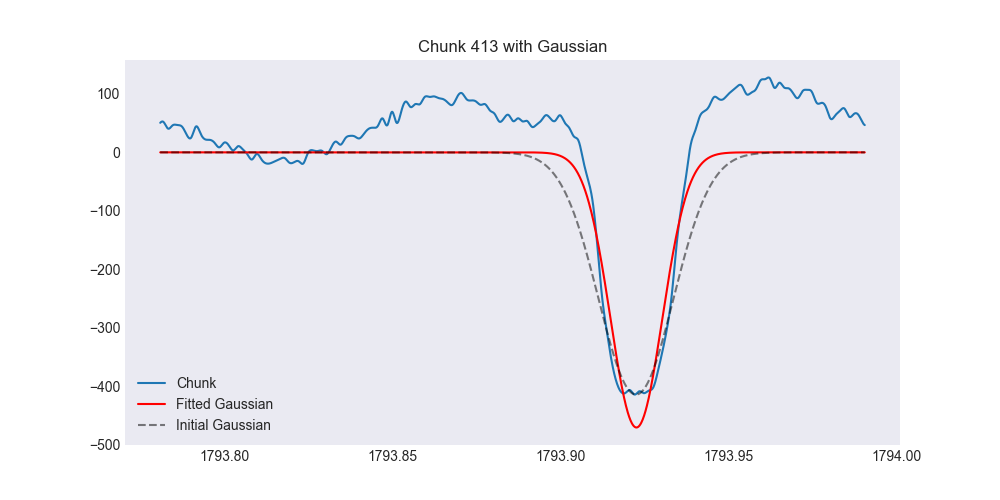 Chunk 413 with Gaussian
100
0
−100
−200
−300
−400
−500
Chunk
Fitted Gaussian
Initial Gaussian
1793.80 1793.85 1793.90 1793.95 1794.00